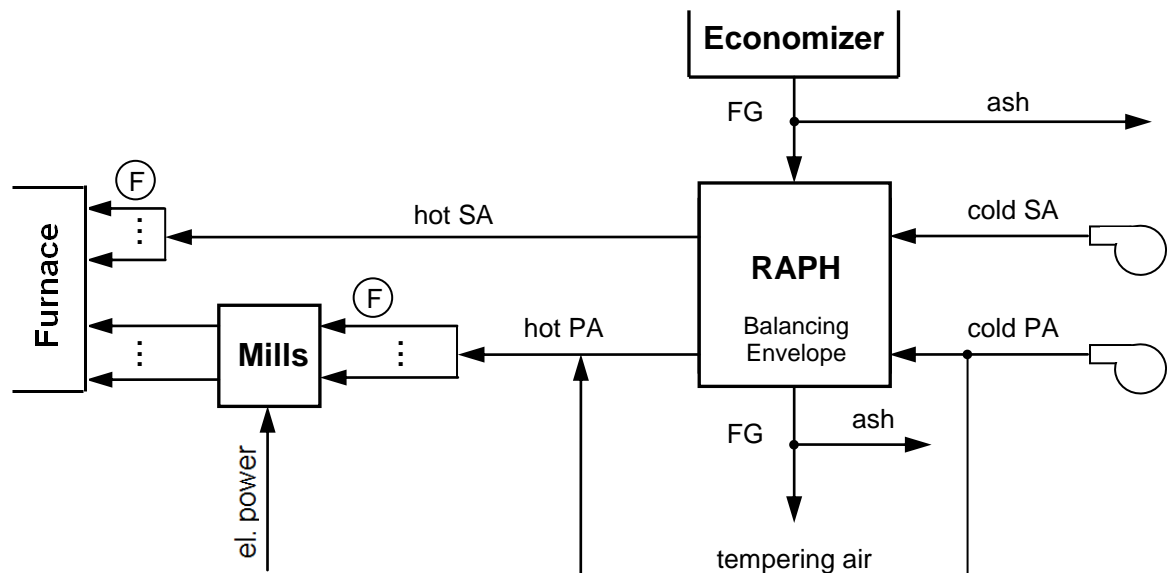 Economizer
FG
ash
F
hot SA
cold SA
Furnace
RAPH
Balancing
Envelope
F
hot PA
cold PA
Mills
⋮
⋮
⋮
FG
ash
el. power
tempering air